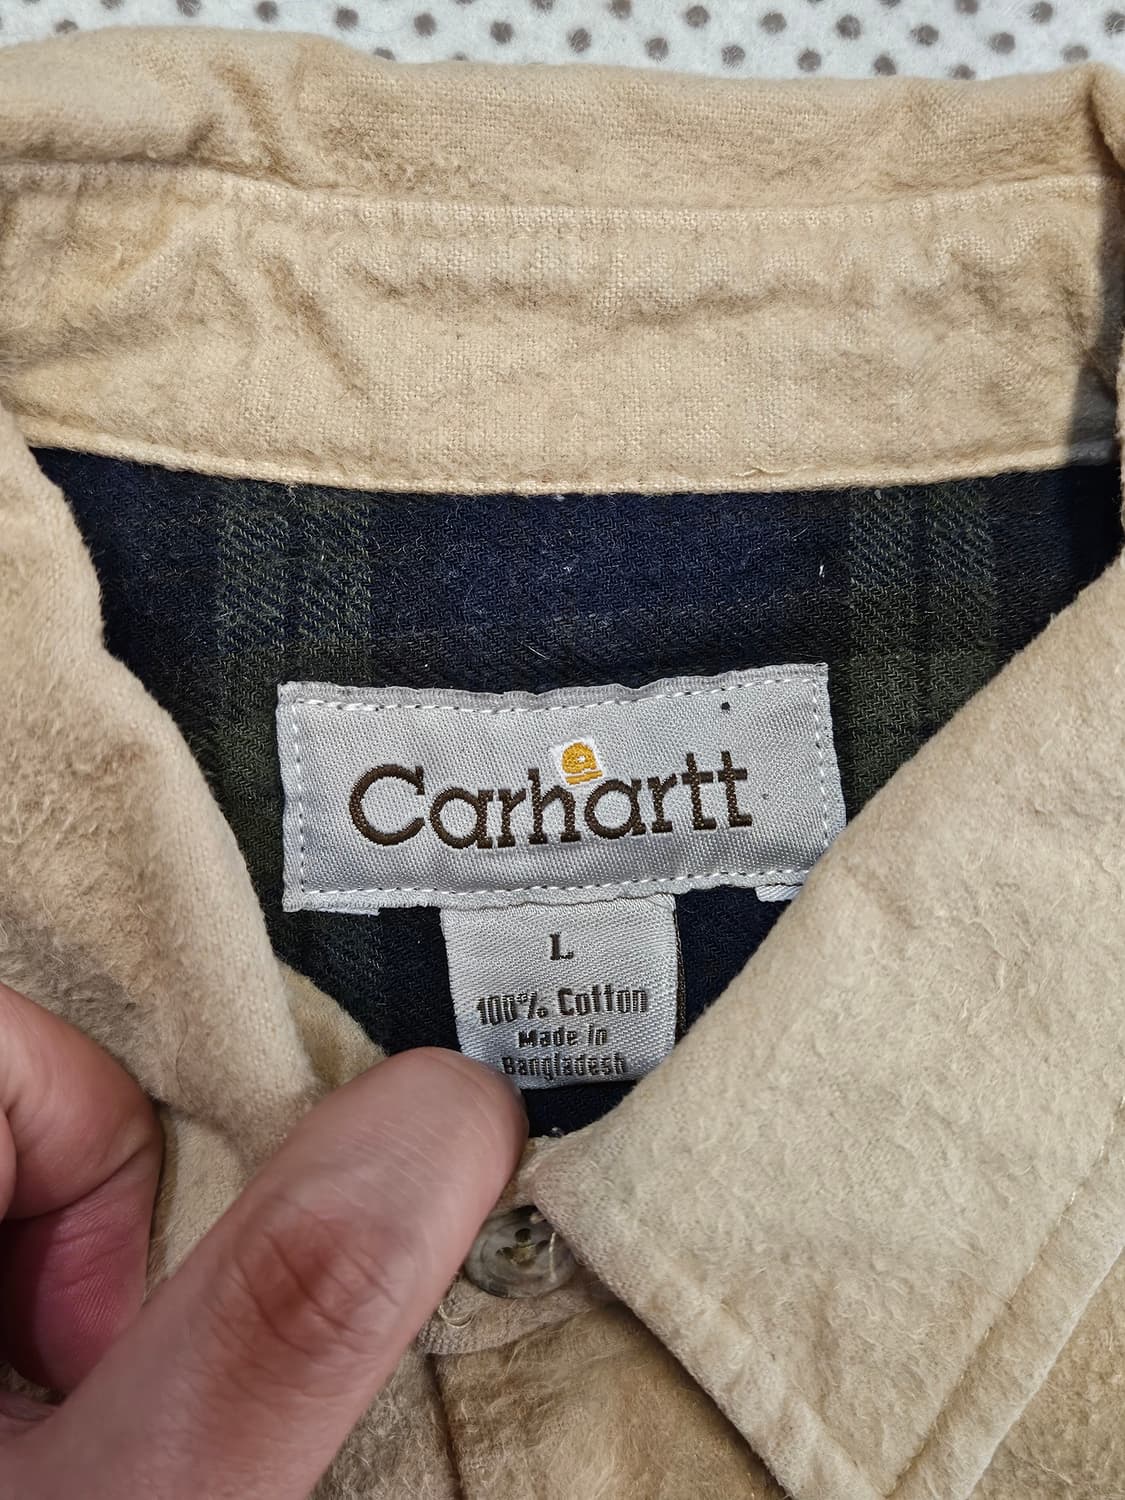 Carhartt
L
100% Cotton
Made in
Bangladesh